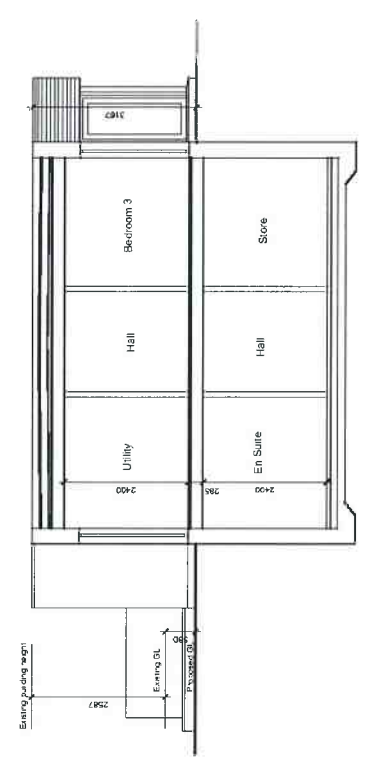 3167
Bedroom 3
Store
Hall
Hall
Utility
En Suite
2400
285
2400
Existing building height
Existing GL
Proposed GL
580
2587